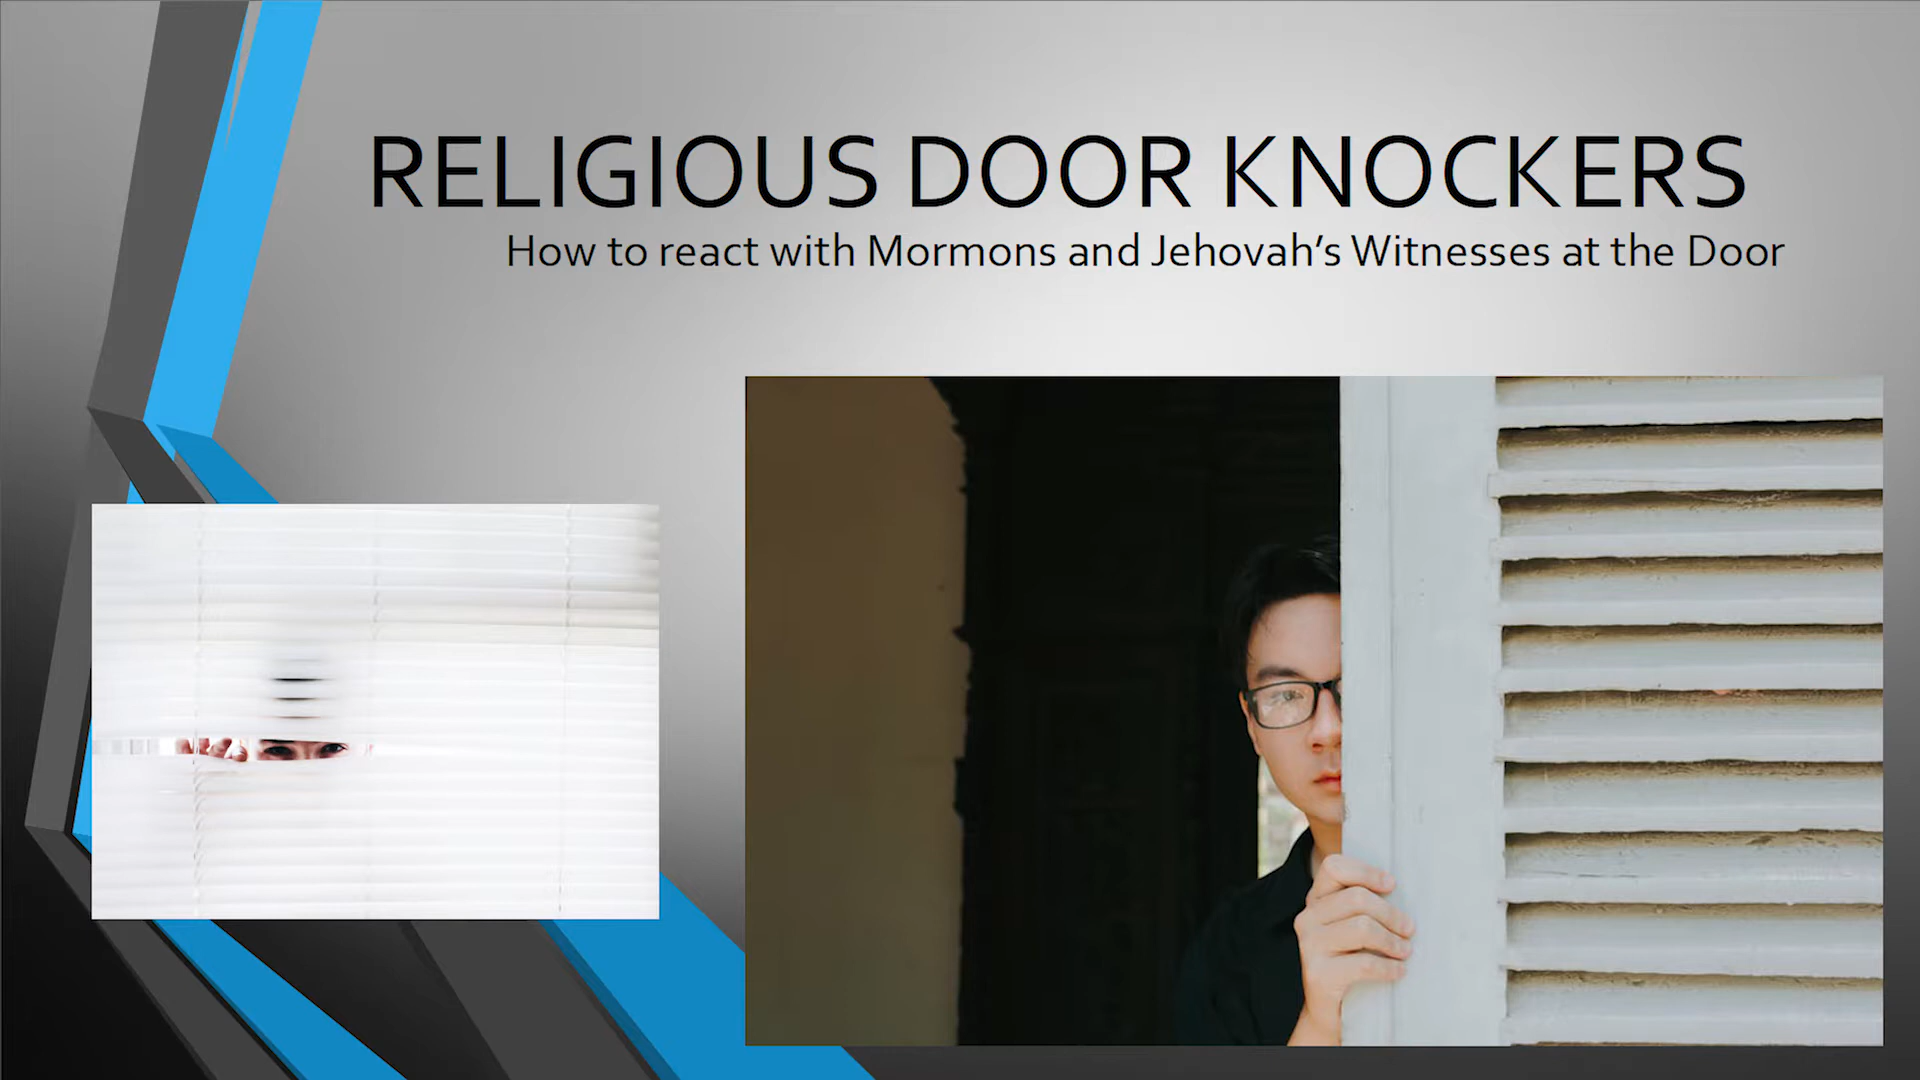 RELIGIOUS DOOR KNOCKERS
How to react with Mormons and Jehovah’s Witnesses at the Door